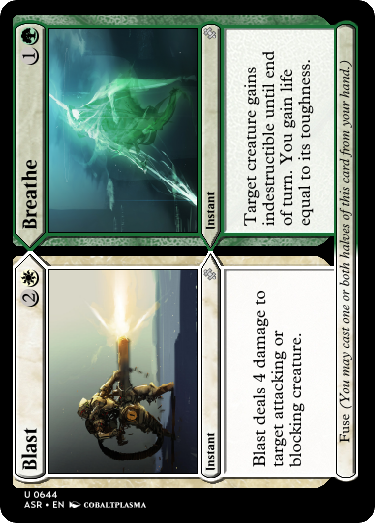 Blast 2
Instant
Blast deals 4 damage to
target attacking or
blocking creature.
Breathe
Instant
Target creature gains
indestructible until end
of turn. You gain life
equal to its toughness.
Fuse (You may cast one or both halves of this card from your hand.)
U 0644
ASR • EN COBALTPLASMA